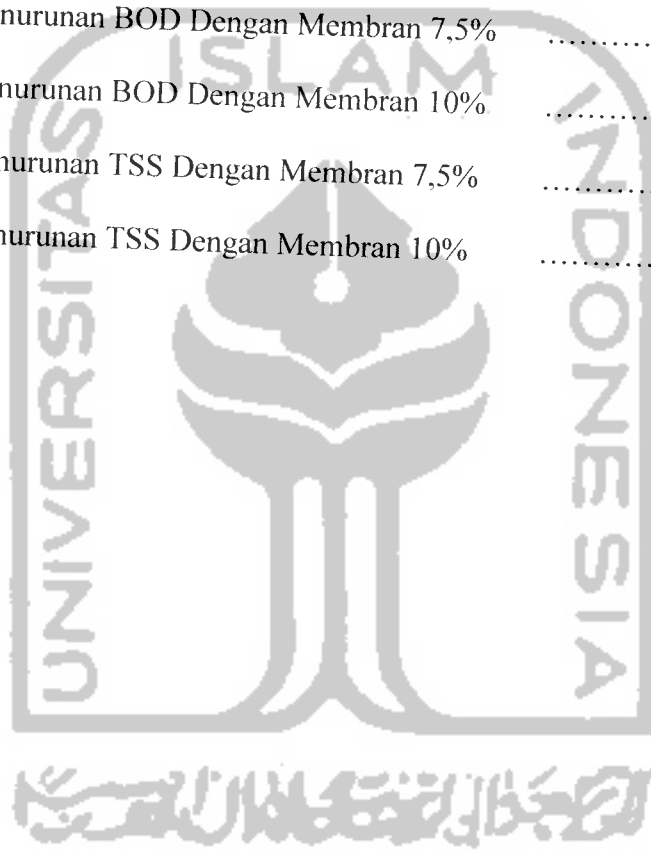 nurunan BOD Dengan Membran 7,5% ............
nurunan BOD Dengan Membran 10% ............
nurunan TSS Dengan Membran 7,5% ............
nurunan TSS Dengan Membran 10% ............
UNIVERSITAS
ISLAM
INDONESIA